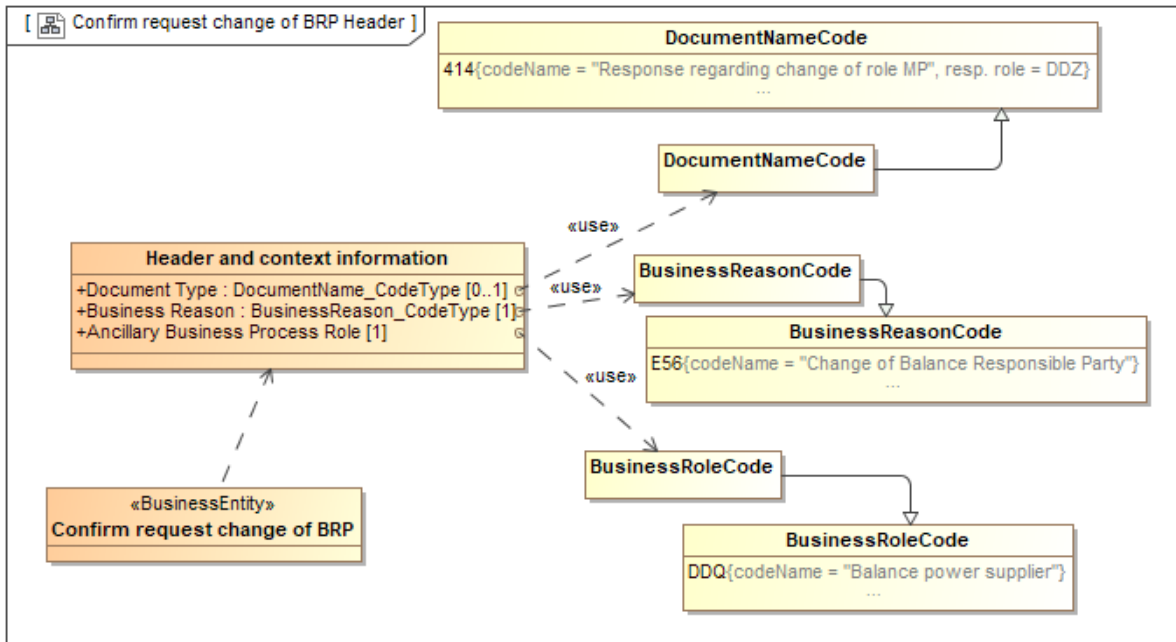 [ Confirm request change of BRP Header ]
DocumentNameCode
414{codeName = "Response regarding change of role MP", resp. role = DDZ}
...
DocumentNameCode
«use»
Header and context information
+Document Type : DocumentName_CodeType [0..1]
+Business Reason : BusinessReason_CodeType [1]
+Ancillary Business Process Role [1]
«use»
BusinessReasonCode
BusinessReasonCode
E56{codeName = "Change of Balance Responsible Party"}
...
«use»
BusinessRoleCode
«BusinessEntity»
Confirm request change of BRP
BusinessRoleCode
DDQ{codeName = "Balance power supplier"}
...